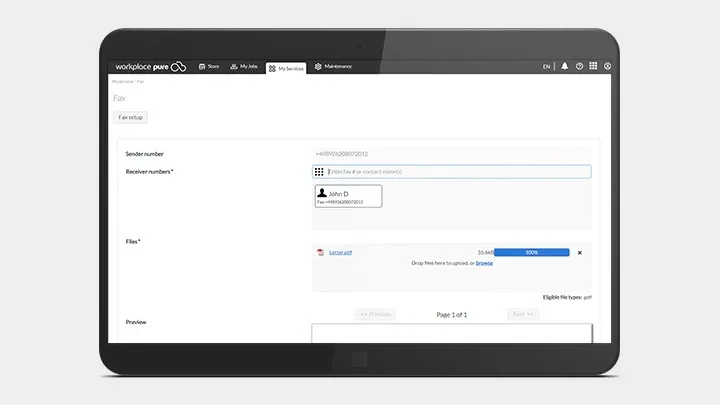 workplace pure Store My Jobs My Services Maintenance EN
My services Fax
Fax
Fax setup
Sender number +498926208072012
Receiver numbers* Enter fax # or contact name(s)
John D
Files* Letter.pdf 35.6kB 100%
Drop files here to upload, or browse
Eligible file types: .pdf
<< Previous Page 1 of 1 Next >>
Preview